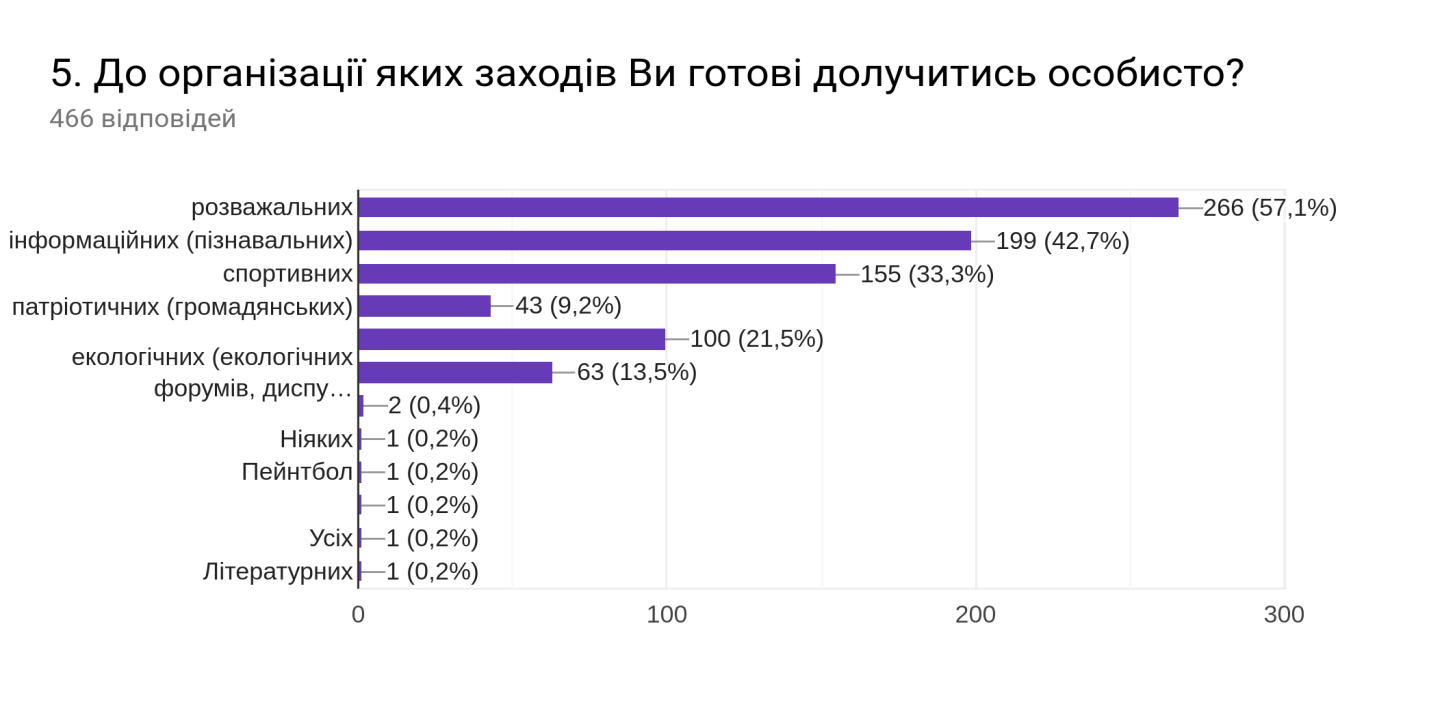 5. До організації яких заходів Ви готові долучитись особисто?
466 відповідей
розважальних
266 (57,1%)
інформаційних (пізнавальних)
199 (42,7%)
спортивних
155 (33,3%)
патріотичних (громадянських)
43 (9,2%)
100 (21,5%)
екологічних (екологічних
форумів, диспу…
63 (13,5%)
2 (0,4%)
Ніяких
1 (0,2%)
Пейнтбол
1 (0,2%)
1 (0,2%)
Усіх
1 (0,2%)
Літературних
1 (0,2%)
0
100
200
300